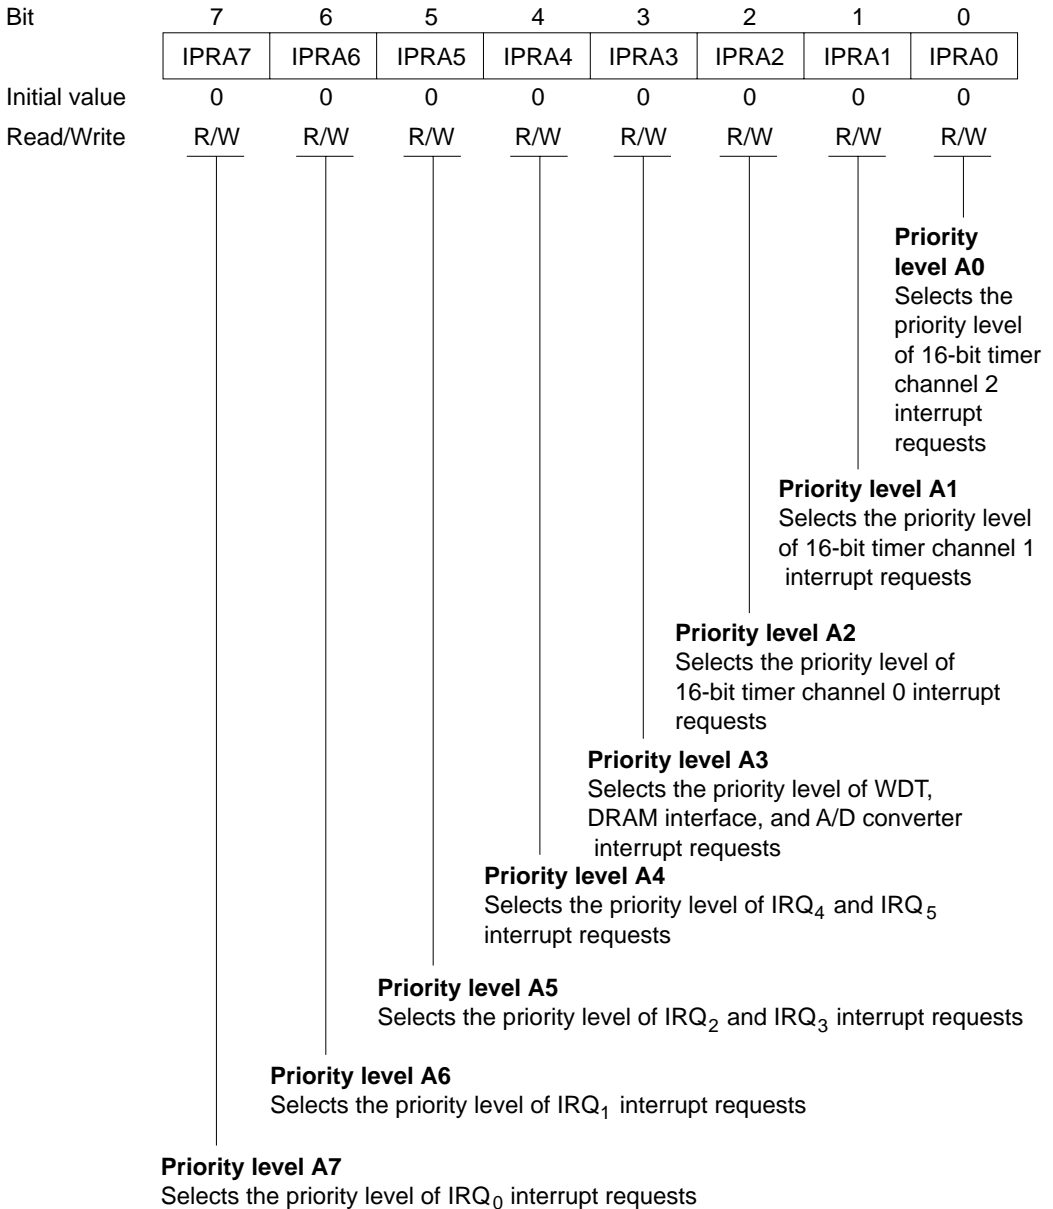 Bit 7 6 5 4 3 2 1 0
IPRA7 IPRA6 IPRA5 IPRA4 IPRA3 IPRA2 IPRA1 IPRA0
Initial value 0 0 0 0 0 0 0 0
Read/Write R/W R/W R/W R/W R/W R/W R/W R/W
Priority
level A0
Selects the
priority level
of 16-bit timer
channel 2
interrupt
requests
Priority level A1
Selects the priority level
of 16-bit timer channel 1
interrupt requests
Priority level A2
Selects the priority level of
16-bit timer channel 0 interrupt
requests
Priority level A3
Selects the priority level of WDT,
DRAM interface, and A/D converter
interrupt requests
Priority level A4
Selects the priority level of IRQ4 and IRQ5
interrupt requests
Priority level A5
Selects the priority level of IRQ2 and IRQ3 interrupt requests
Priority level A6
Selects the priority level of IRQ1 interrupt requests
Priority level A7
Selects the priority level of IRQ0 interrupt requests